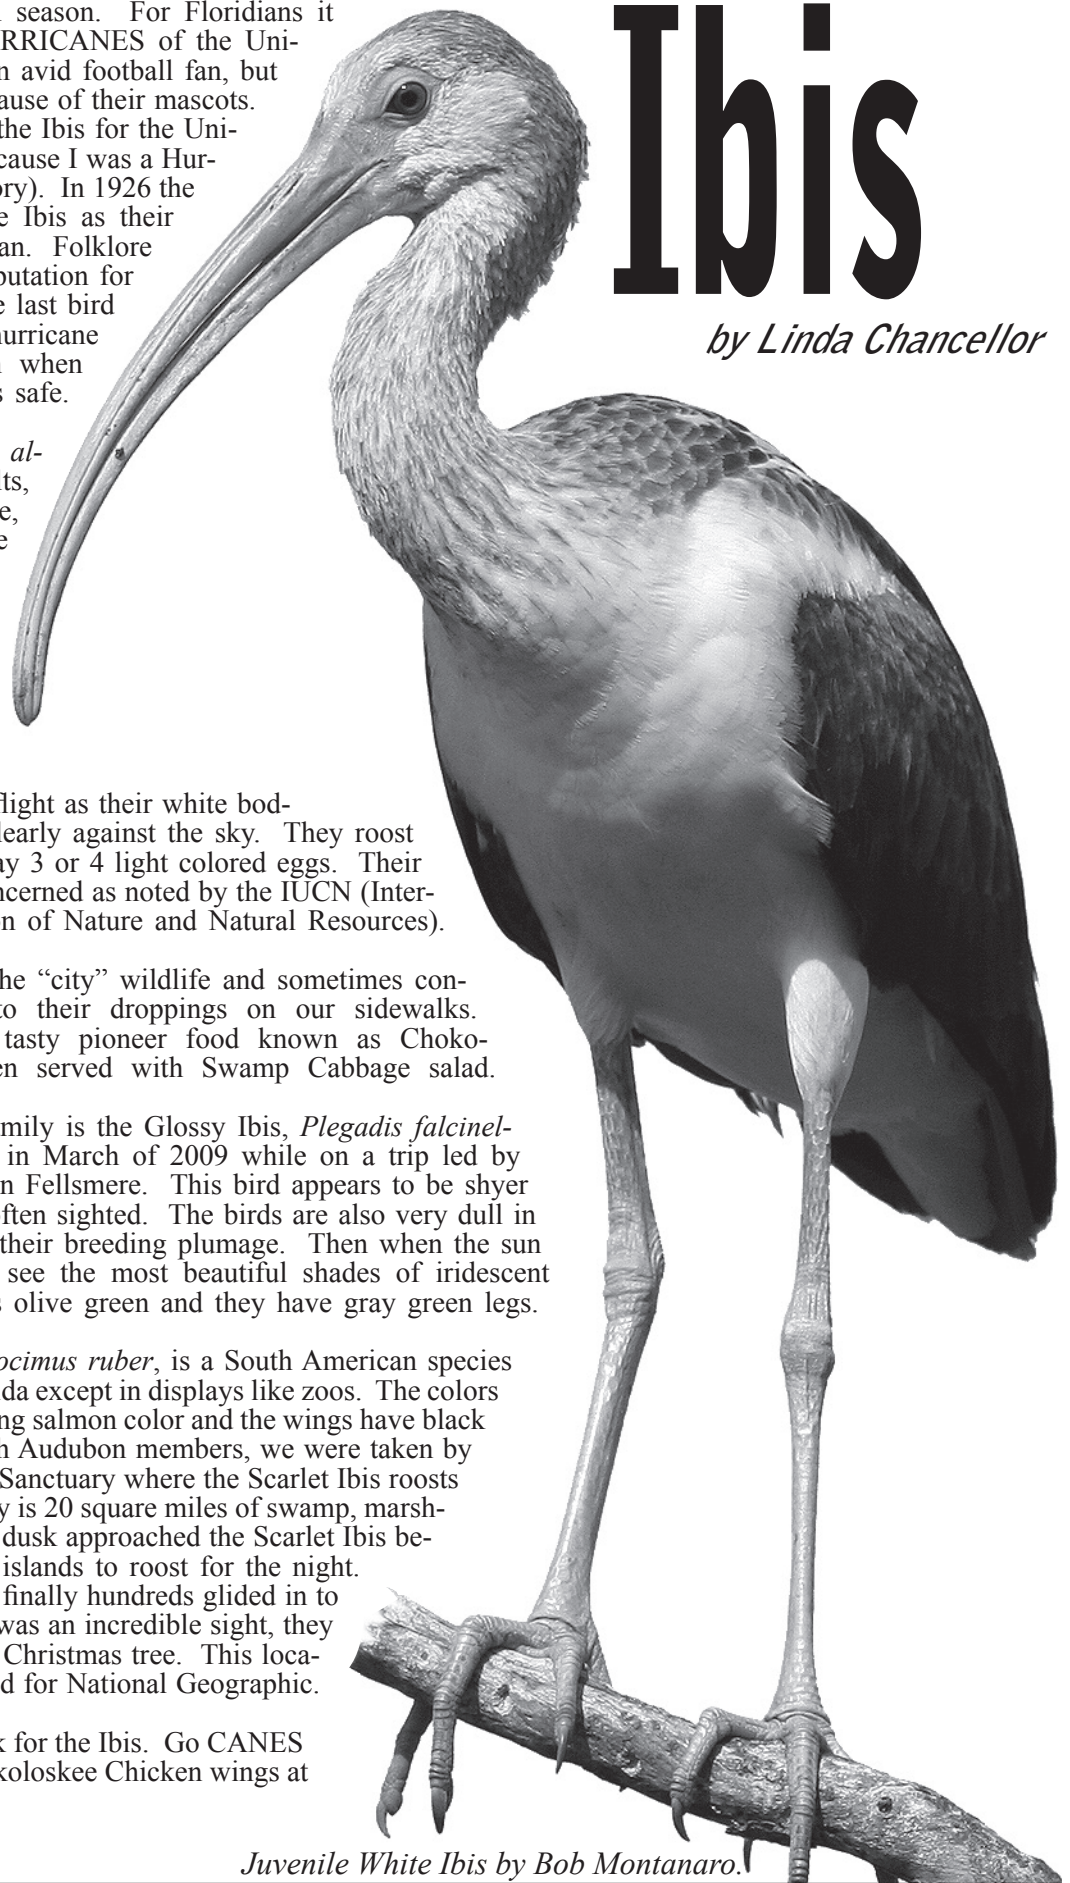 Ibis
by Linda Chancellor
season. For Floridians it
RRICANES of the Uni-
n avid football fan, but
ause of their mascots.
the Ibis for the Uni-
cause I was a Hur-
ory). In 1926 the
e Ibis as their
an. Folklore
putation for
e last bird
hurricane
when
s safe.
al-
lts,
e,
e
flight as their white bod-
learly against the sky. They roost
ay 3 or 4 light colored eggs. Their
ncerned as noted by the IUCN (Inter-
on of Nature and Natural Resources).
he “city” wildlife and sometimes con-
to their droppings on our sidewalks.
tasty pioneer food known as Choko-
en served with Swamp Cabbage salad.
mily is the Glossy Ibis, Plegadis falcinel-
in March of 2009 while on a trip led by
n Fellsmere. This bird appears to be shyer
ften sighted. The birds are also very dull in
their breeding plumage. Then when the sun
see the most beautiful shades of iridescent
s olive green and they have gray green legs.
ocimus ruber, is a South American species
da except in displays like zoos. The colors
ng salmon color and the wings have black
h Audubon members, we were taken by
Sanctuary where the Scarlet Ibis roosts
y is 20 square miles of swamp, marsh-
dusk approached the Scarlet Ibis be-
islands to roost for the night.
finally hundreds glided in to
was an incredible sight, they
Christmas tree. This loca-
d for National Geographic.
k for the Ibis. Go CANES
koloskee Chicken wings at
Juvenile White Ibis by Bob Montanaro.